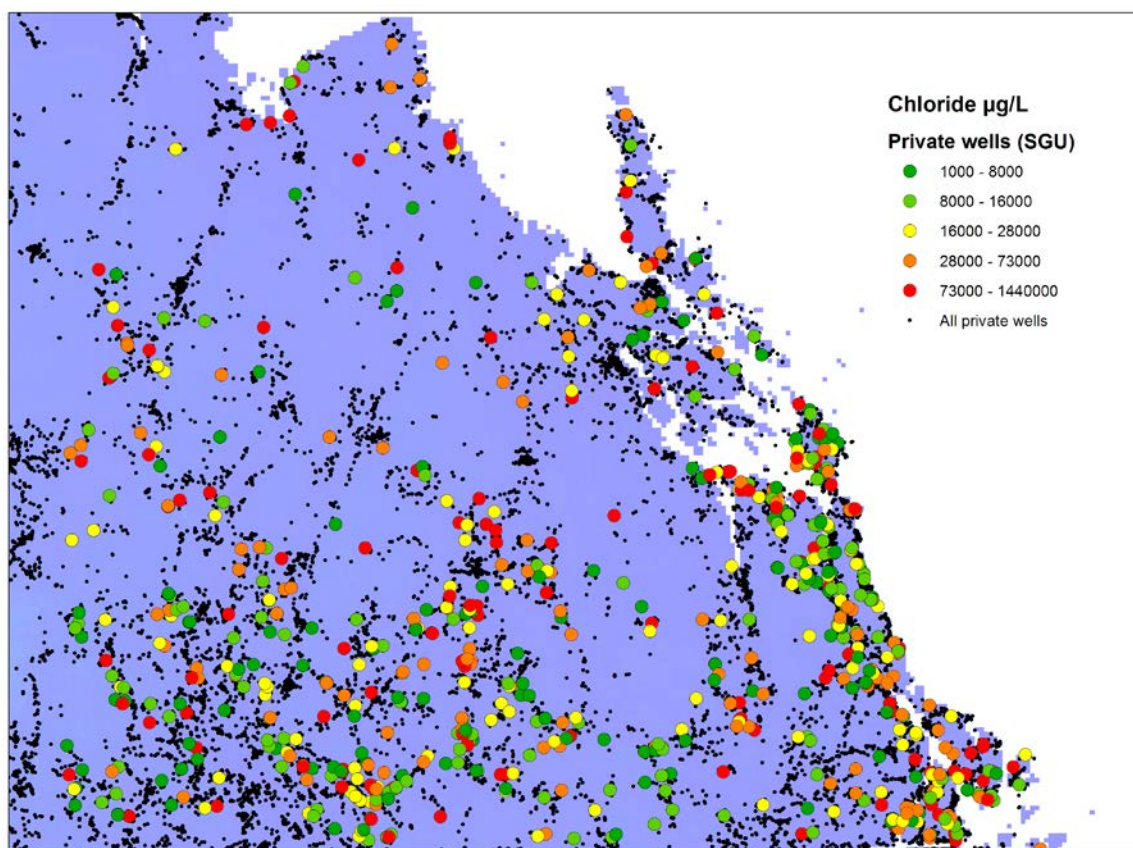 Chloride µg/L
Private wells (SGU)
1000 - 8000
8000 - 16000
16000 - 28000
28000 - 73000
73000 - 1440000
All private wells